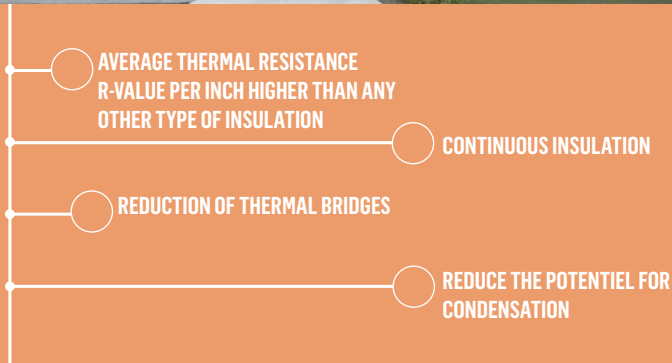 AVERAGE THERMAL RESISTANCE
R-VALUE PER INCH HIGHER THAN ANY
OTHER TYPE OF INSULATION
CONTINUOUS INSULATION
REDUCTION OF THERMAL BRIDGES
REDUCE THE POTENTIEL FOR
CONDENSATION